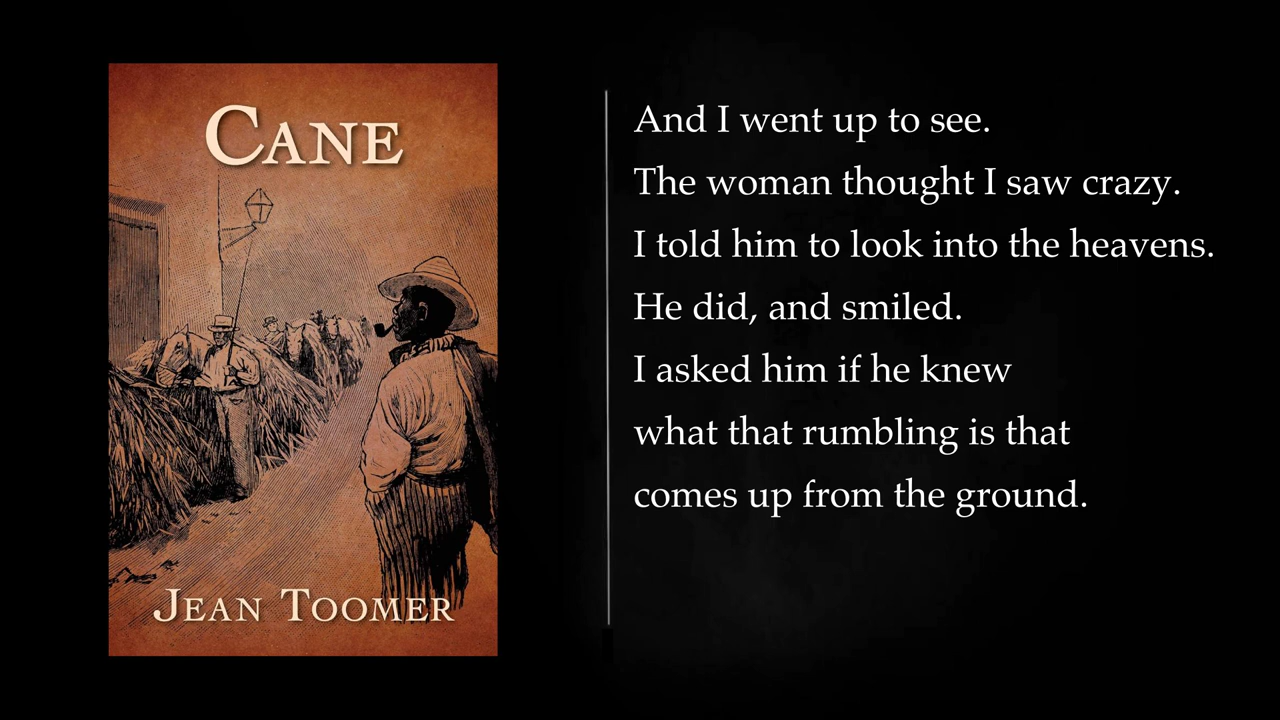 CANE
JEAN TOOMER
And I went up to see.
The woman thought I saw crazy.
I told him to look into the heavens.
He did, and smiled.
I asked him if he knew
what that rumbling is that
comes up from the ground.